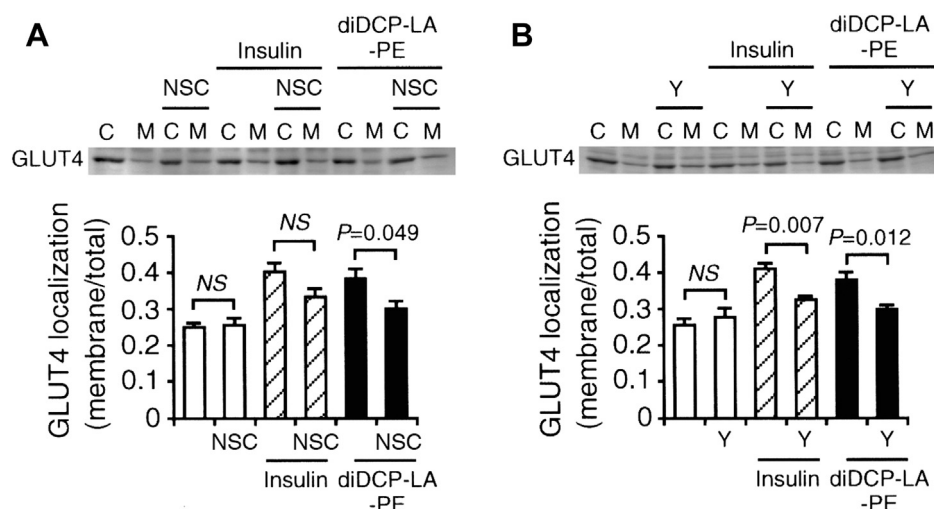 A
Insulin
diDCP-LA
-PE
NSC NSC NSC
C M C M C M C M C M C M
GLUT4
GLUT4 localization
(membrane/total)
0.5
0.4
0.3
0.2
0.1
0
NS
NS
P=0.049
NSC NSC NSC
Insulin diDCP-LA
-PE
B
Insulin
diDCP-LA
-PE
Y Y Y
C M C M C M C M C M C M
GLUT4
GLUT4 localization
(membrane/total)
0.5
0.4
0.3
0.2
0.1
0
NS
P=0.007
P=0.012
Y Y Y
Insulin diDCP-LA
-PE